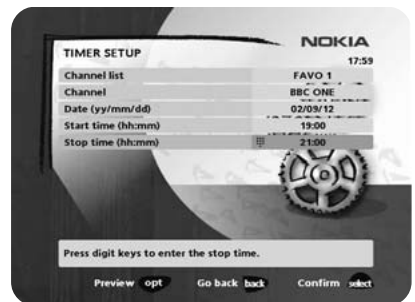 NOKIA
TIMER SETUP
17:59
Channel list FAVO 1
Channel BBC ONE
Date (yy/mm/dd) 02/09/12
Start time (hh:mm) 19:00
Stop time (hh:mm) 21:00
Press digit keys to enter the stop time.
Preview opt Go back back Confirm select